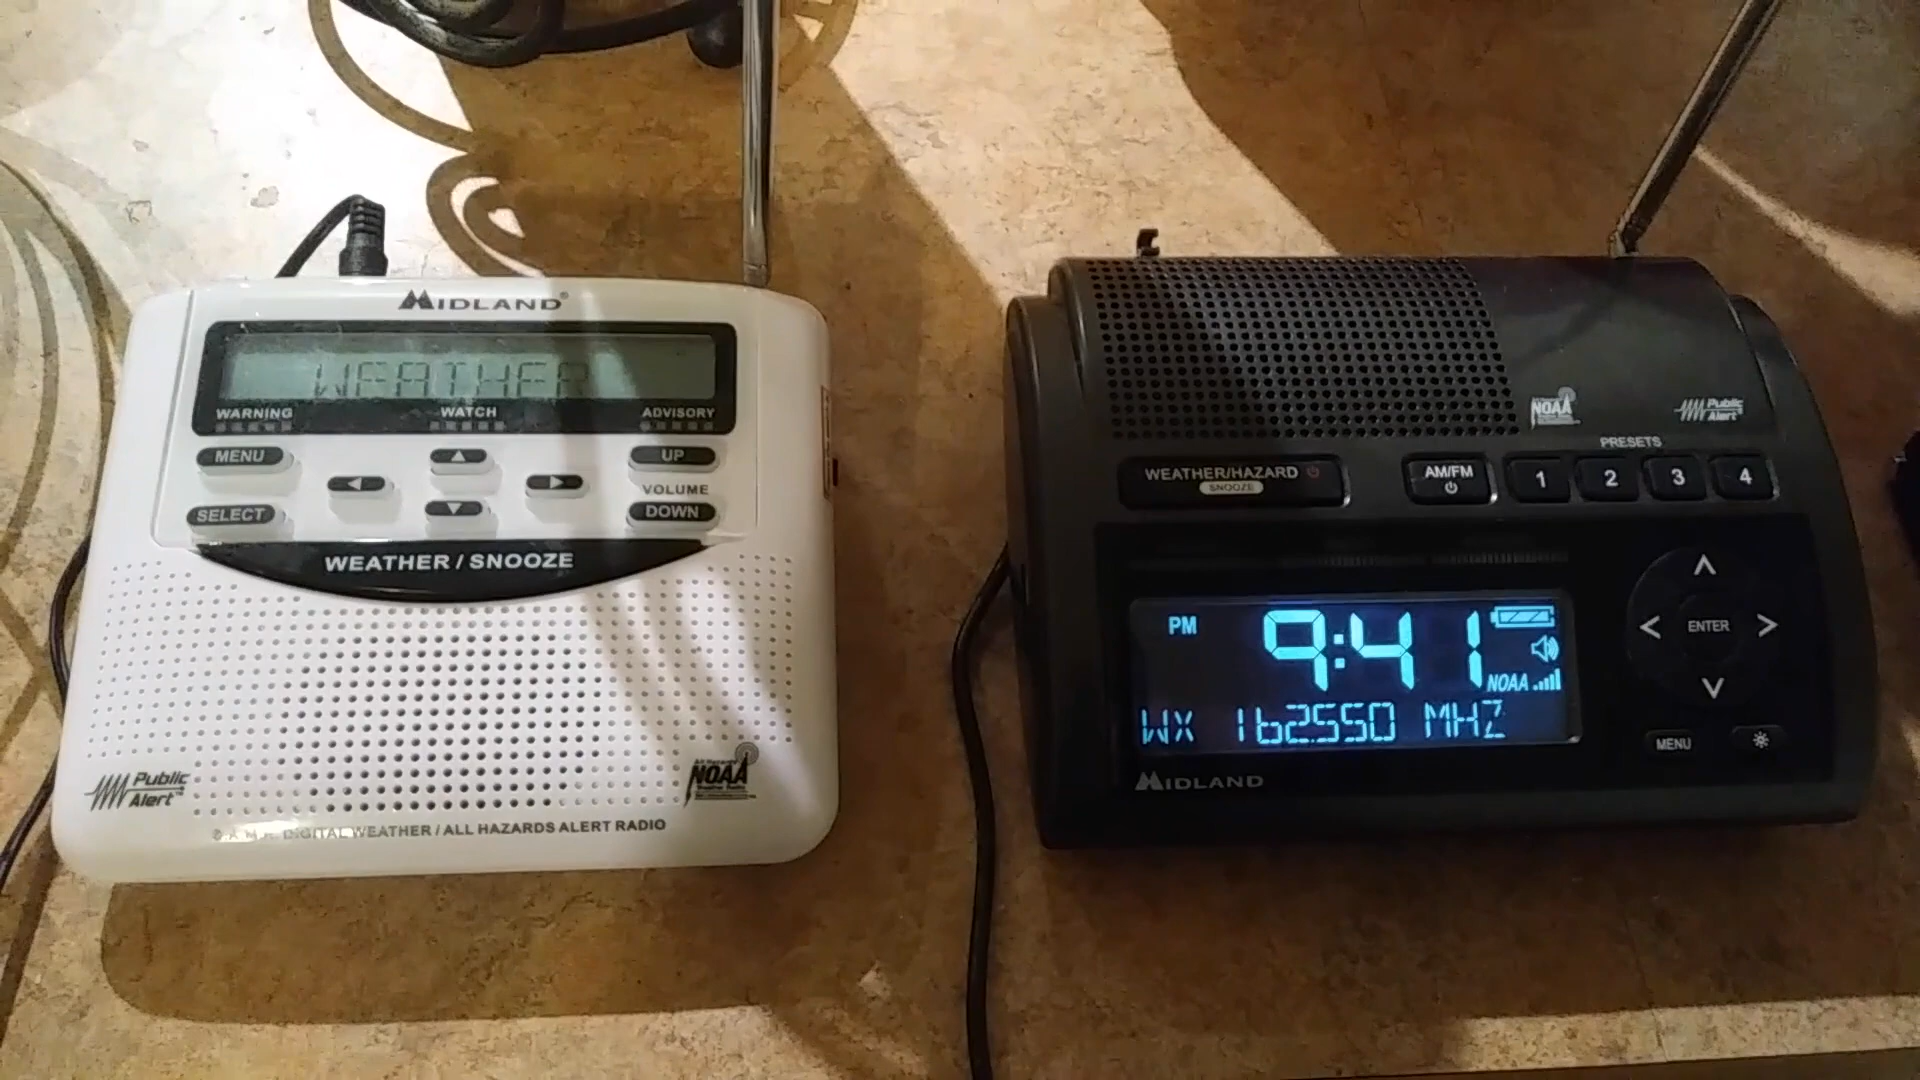 MIDLAND®
WEATHER
WARNING WATCH ADVISORY
MENU UP
VOLUME
SELECT DOWN
WEATHER / SNOOZE
Public
Alert™
NOAA
DIGITAL WEATHER / ALL HAZARDS ALERT RADIO
NOAA
Public
Alert
PRESETS
WEATHER/HAZARD AM/FM 1 2 3 4
SNOOZE
PM 9:41
NOAA
WX 162.550 MHZ
MIDLAND
ENTER
MENU